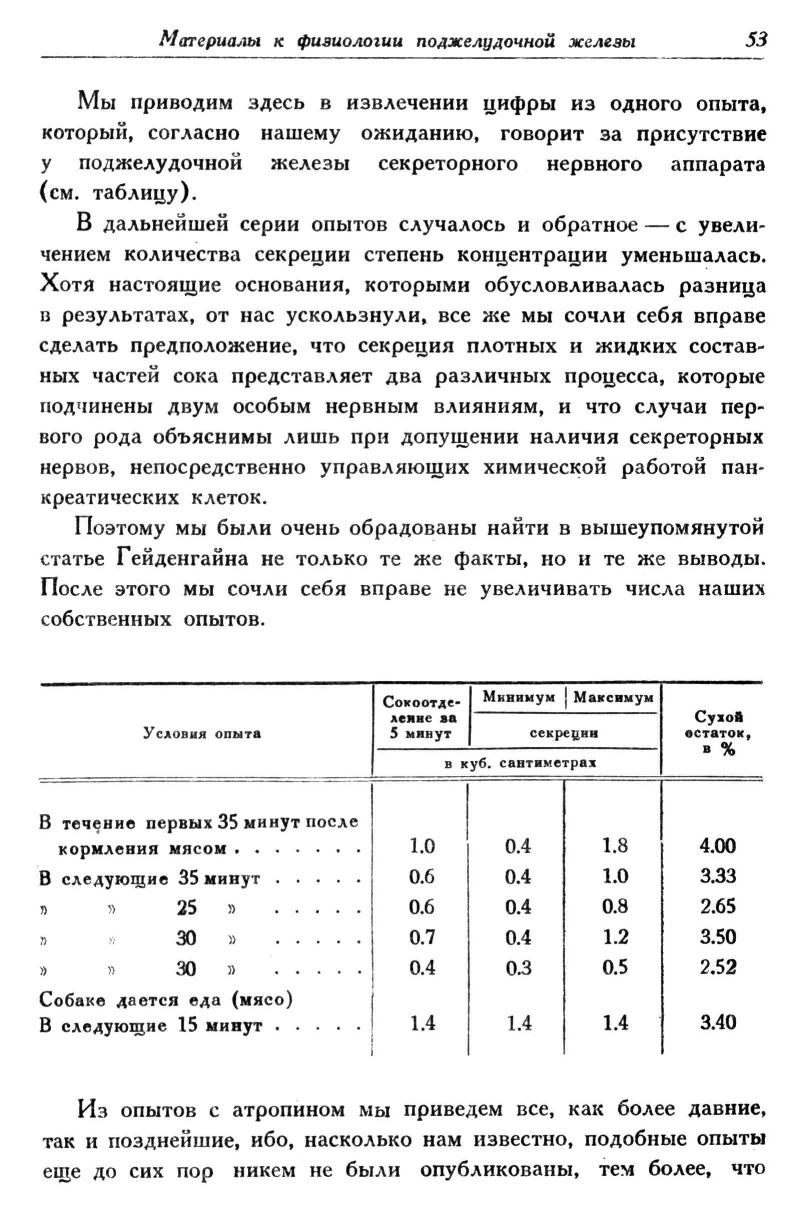 Материалы к физиологии поджелудочной железы 53
Мы приводим здесь в извлечении цифры из одного опыта,
который, согласно нашему ожиданию, говорит за присутствие
у поджелудочной железы секреторного нервного аппарата
(см. таблицу).
В дальнейшей серии опытов случалось и обратное — с увели-
чением количества секреции степень концентрации уменьшалась.
Хотя настоящие основания, которыми обусловливалась разница
в результатах, от нас ускользнули, все же мы сочли себя вправе
сделать предположение, что секреция плотных и жидких состав-
ных частей сока представляет два различных процесса, которые
подчинены двум особым нервным влияниям, и что случаи пер-
вого рода объяснимы лишь при допущении наличия секреторных
нервов, непосредственно управляющих химической работой пан-
креатических клеток.
Поэтому мы были очень обрадованы найти в вышеупомянутой
статье Гейденгайна не только те же факты, но и те же выводы.
После этого мы сочли себя вправе не увеличивать числа наших
собственных опытов.
Условия опыта
Сокоотде-
ление за
5 минут
Минимум | Максимум
секреции
в куб. сантиметрах
Сухой
остаток,
в %
В течение первых 35 минут после
кормления мясом . . . . . . . 1.0 0.4 1.8 4.00
В следующие 35 минут . . . . . 0.6 0.4 1.0 3.33
» » 25 » . . . . . 0.6 0.4 0.8 2.65
» » 30 » . . . . . 0.7 0.4 1.2 3.50
» » 30 » . . . . . 0.4 0.3 0.5 2.52
Собаке дается еда (мясо)
В следующие 15 минут . . . . . 1.4 1.4 1.4 3.40
Из опытов с атропином мы приведем все, как более давние,
так и позднейшие, ибо, насколько нам известно, подобные опыты
еще до сих пор никем не были опубликованы, тем более, что